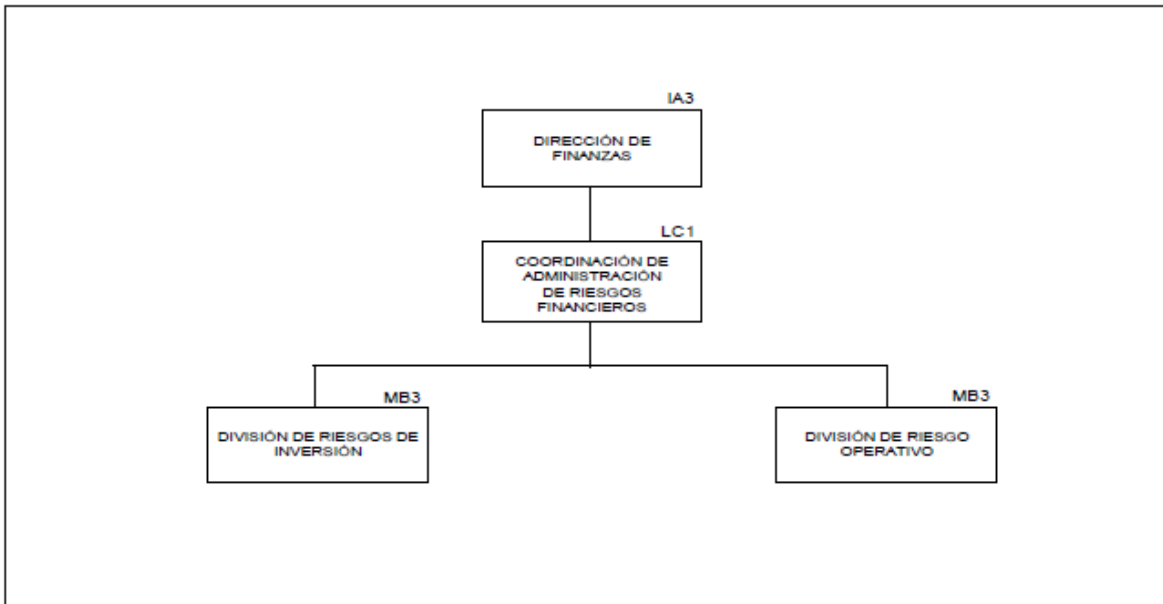 IA3
DIRECCIÓN DE
FINANZAS
LC1
COORDINACIÓN DE
ADMINISTRACIÓN
DE RIESGOS
FINANCIEROS
MB3
DIVISIÓN DE RIESGOS DE
INVERSIÓN
MB3
DIVISIÓN DE RIESGO
OPERATIVO